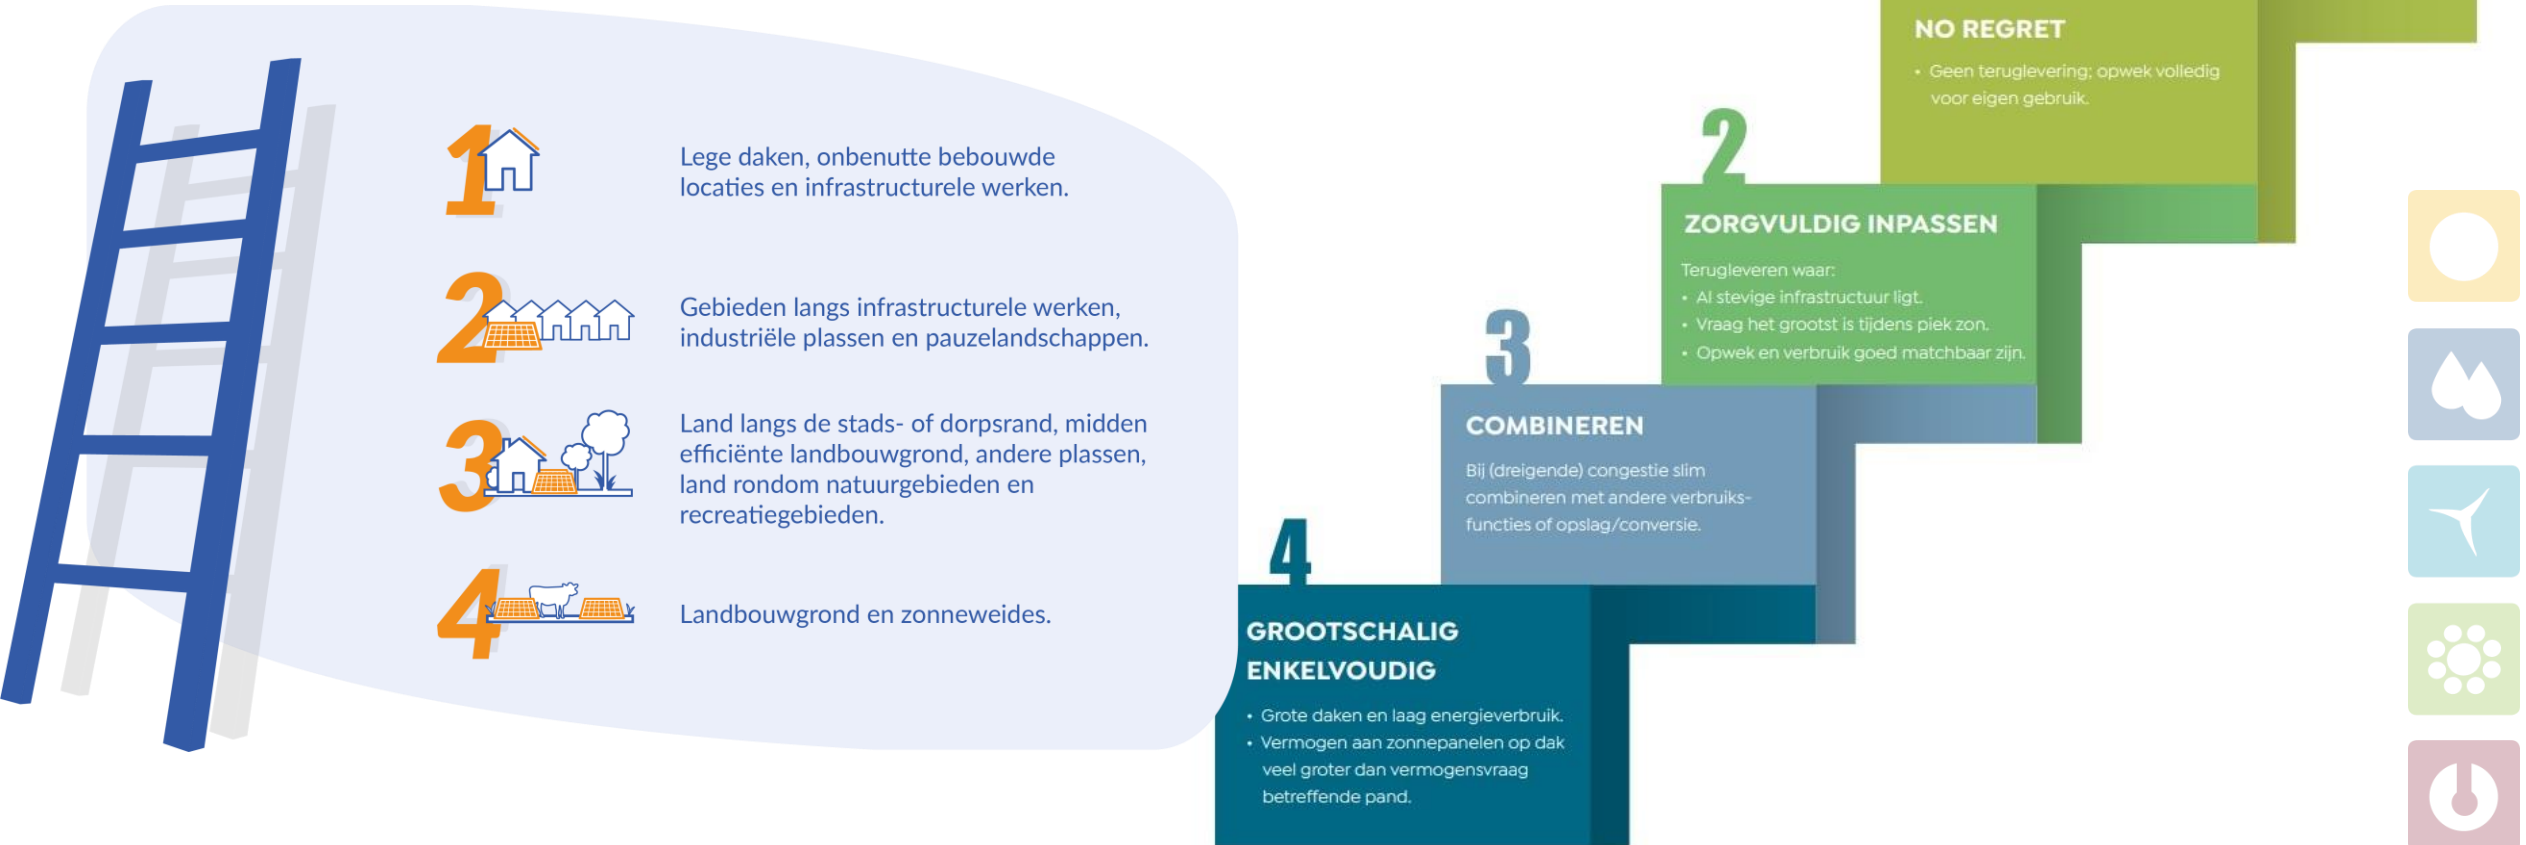 1
Lege daken, onbenutte bebouwde
locaties en infrastructurele werken.
2
Gebieden langs infrastructurele werken,
industriële plassen en pauzelandschappen.
3
Land langs de stads- of dorpsrand, midden
efficiënte landbouwgrond, andere plassen,
land rondom natuurgebieden en
recreatiegebieden.
4
Landbouwgrond en zonneweides.
NO REGRET
• Geen teruglevering; opwek volledig
voor eigen gebruik.
2
ZORGVULDIG INPASSEN
Terugleveren waar:
• Al stevige infrastructuur ligt.
• Vraag het grootst is tijdens piek zon.
• Opwek en verbruik goed matchbaar zijn.
3
COMBINEREN
Bij (dreigende) congestie slim
combineren met andere verbruiks-
functies of opslag/conversie.
4
GROOTSCHALIG
ENKELVOUDIG
• Grote daken en laag energieverbruik.
• Vermogen aan zonnepanelen op dak
veel groter dan vermogensvraag
betreffende pand.